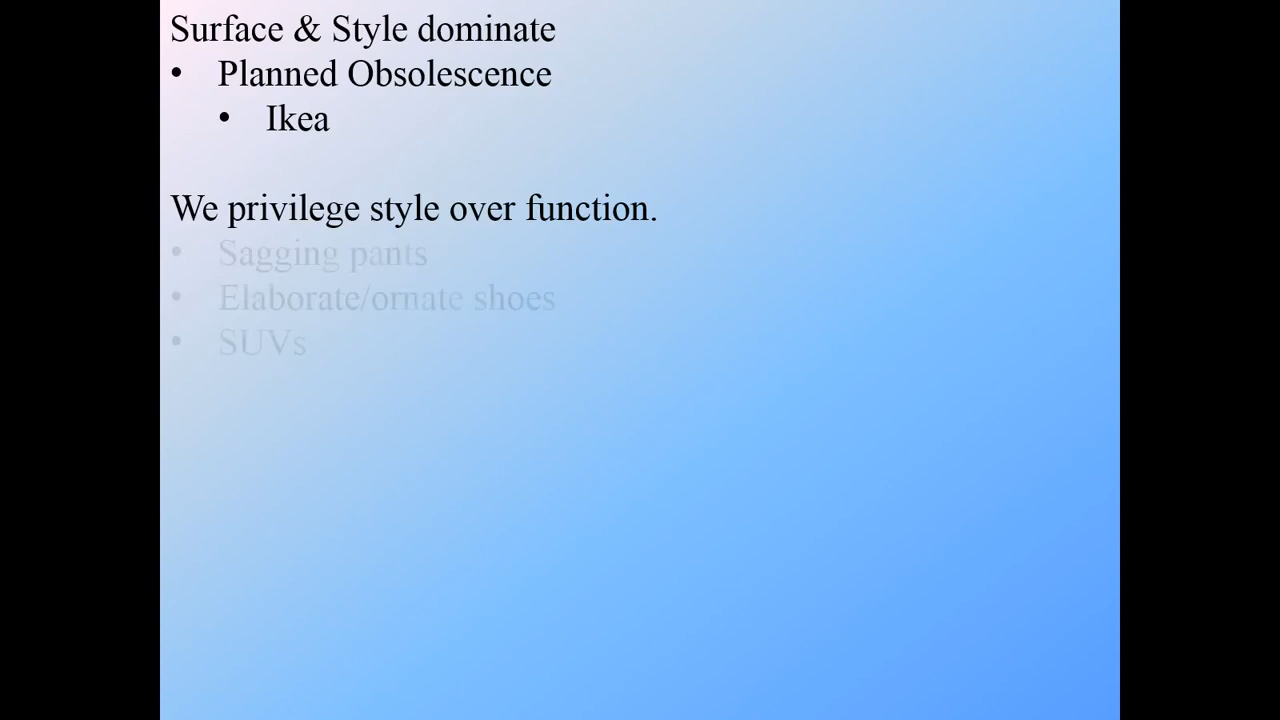 Surface & Style dominate
• Planned Obsolescence
• Ikea
We privilege style over function.
• Sagging pants
• Elaborate/ornate shoes
• SUVs